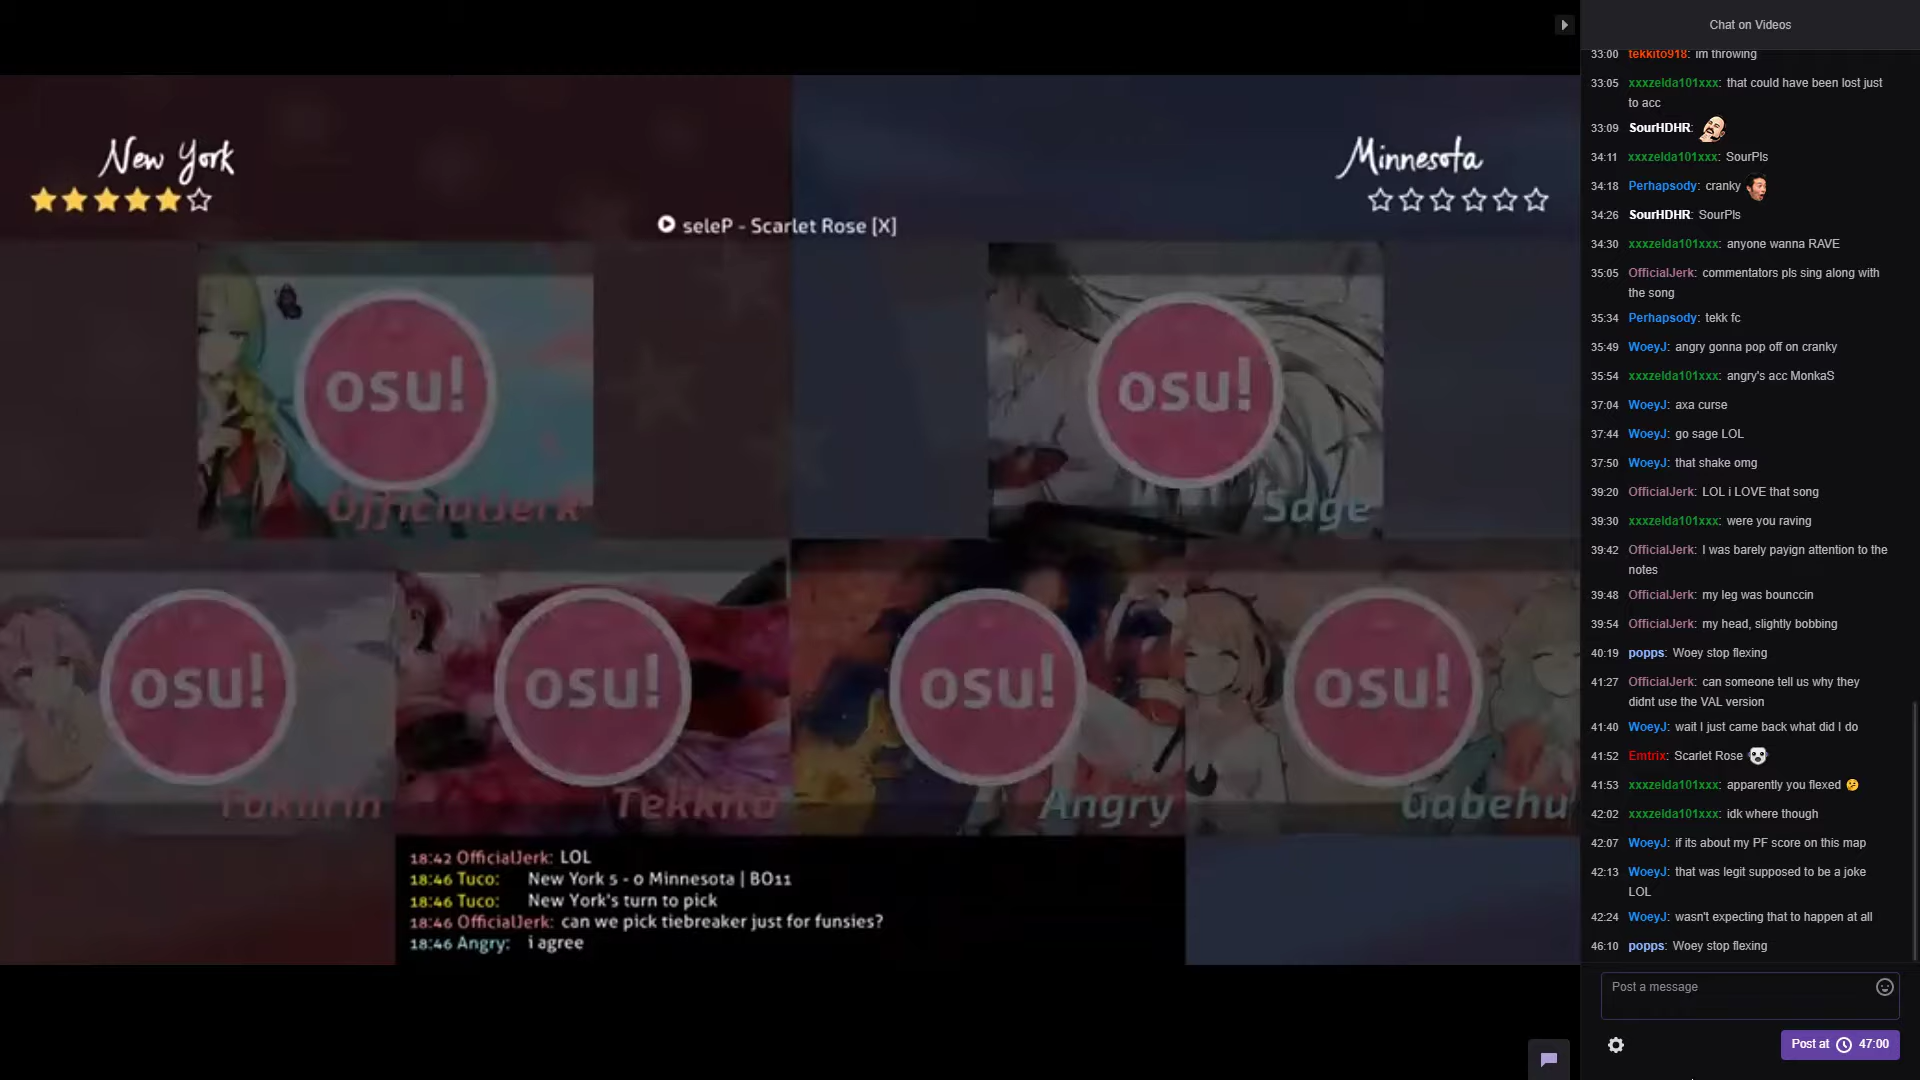 New York
Minnesota
seleP - Scarlet Rose [X]
osu!
OfficialJerk
osu!
Sage
osu!
osu!
Tekkito
osu!
Angry
osu!
Gabehu
18:42 OfficialJerk: LOL
18:46 Tuco: New York 5 - 0 Minnesota | BO11
18:46 Tuco: New York's turn to pick
18:46 OfficialJerk: can we pick tiebreaker just for funsies?
18:46 Angry: i agree
Chat on Videos
33:00 tekkito918: im throwing
33:05 xxxzelda101xxx: that could have been lost just
to acc
33:09 SourHDHR:
34:11 xxxzelda101xxx: SourPls
34:18 Perhapsody: cranky
34:26 SourHDHR: SourPls
34:30 xxxzelda101xxx: anyone wanna RAVE
35:05 OfficialJerk: commentators pls sing along with
the song
35:34 Perhapsody: tekk fc
35:49 WoeyJ: angry gonna pop off on cranky
35:54 xxxzelda101xxx: angry's acc MonkaS
37:04 WoeyJ: axa curse
37:44 WoeyJ: go sage LOL
37:50 WoeyJ: that shake omg
39:20 OfficialJerk: LOL i LOVE that song
39:30 xxxzelda101xxx: were you raving
39:42 OfficialJerk: I was barely payign attention to the
notes
39:48 OfficialJerk: my leg was bounccin
39:54 OfficialJerk: my head, slightly bobbing
40:19 popps: Woey stop flexing
41:27 OfficialJerk: can someone tell us why they
didnt use the VAL version
41:40 WoeyJ: wait I just came back what did I do
41:52 Emtrix: Scarlet Rose
41:53 xxxzelda101xxx: apparently you flexed 🤔
42:02 xxxzelda101xxx: idk where though
42:07 WoeyJ: if its about my PF score on this map
42:13 WoeyJ: that was legit supposed to be a joke
LOL
42:24 WoeyJ: wasn't expecting that to happen at all
46:10 popps: Woey stop flexing
Post a message
Post at 47:00